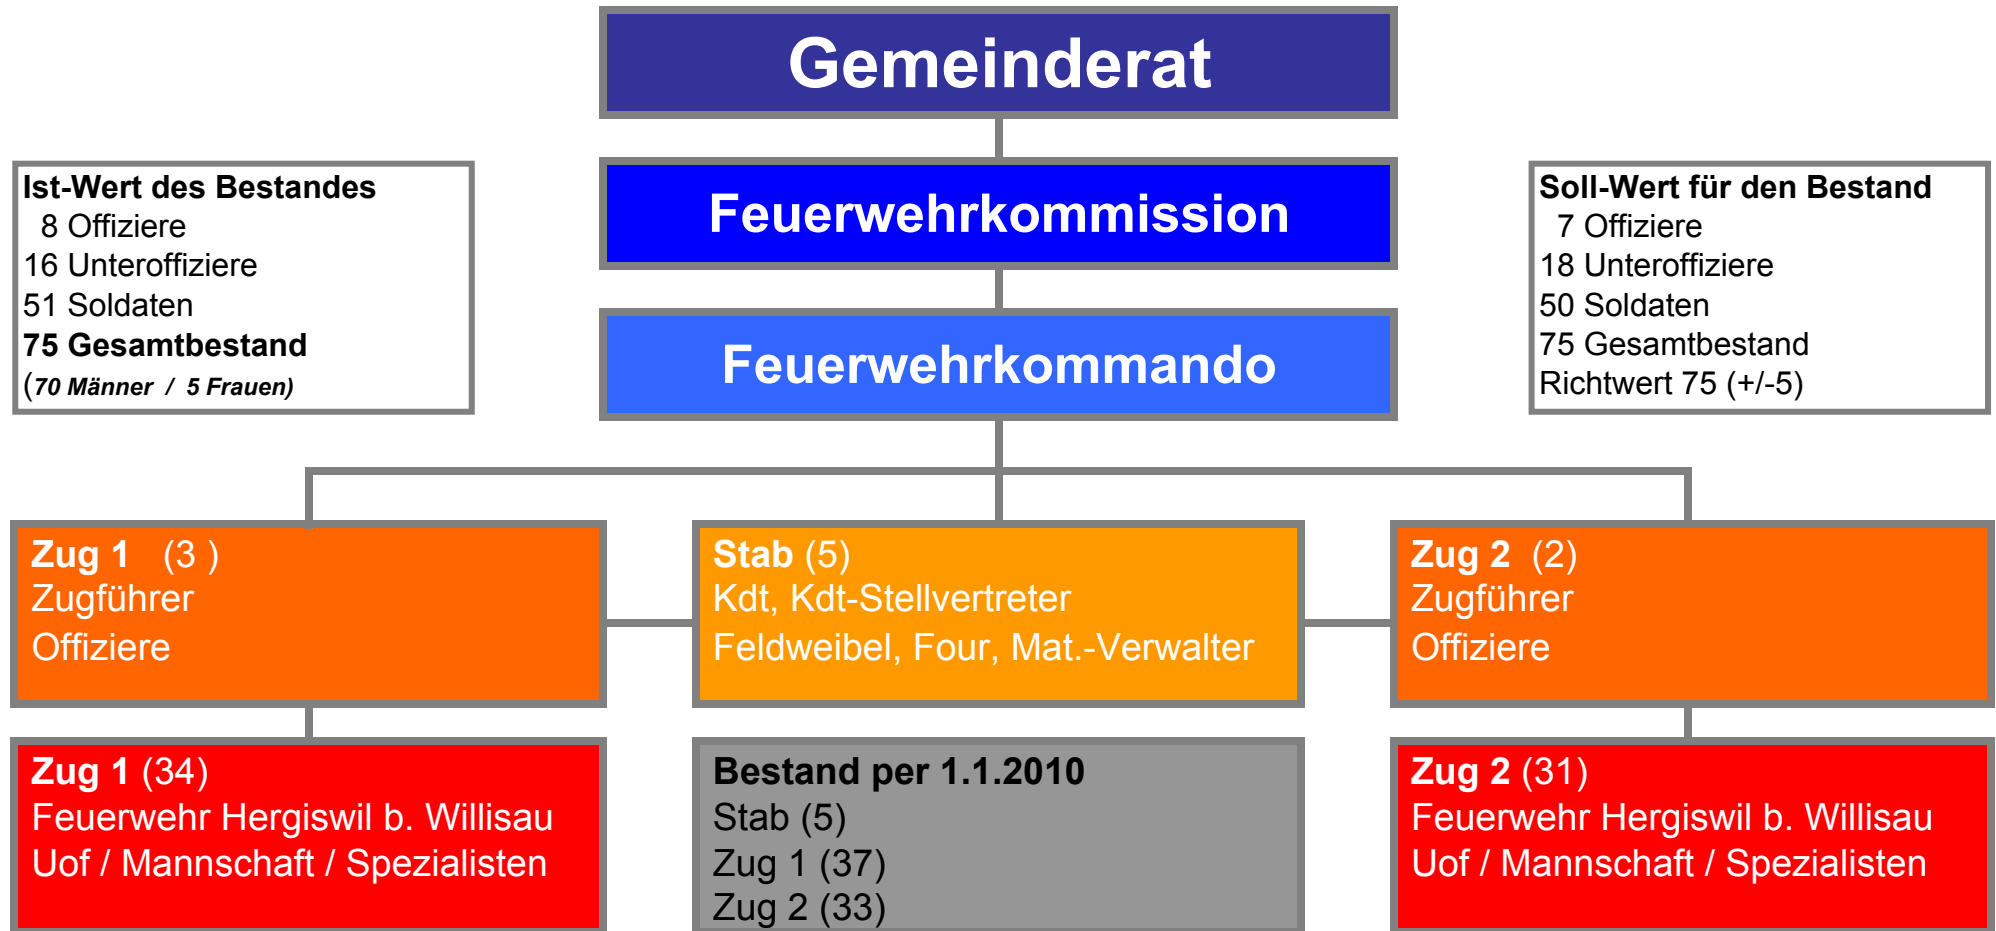 Gemeinderat
Feuerwehrkommission
Feuerwehrkommando
Ist-Wert des Bestandes
8 Offiziere
16 Unteroffiziere
51 Soldaten
75 Gesamtbestand
(70 Männer / 5 Frauen)
Soll-Wert für den Bestand
7 Offiziere
18 Unteroffiziere
50 Soldaten
75 Gesamtbestand
Richtwert 75 (+/-5)
Zug 1 (3 )
Zugführer
Offiziere
Stab (5)
Kdt, Kdt-Stellvertreter
Feldweibel, Four, Mat.-Verwalter
Zug 2 (2)
Zugführer
Offiziere
Zug 1 (34)
Feuerwehr Hergiswil b. Willisau
Uof / Mannschaft / Spezialisten
Bestand per 1.1.2010
Stab (5)
Zug 1 (37)
Zug 2 (33)
Zug 2 (31)
Feuerwehr Hergiswil b. Willisau
Uof / Mannschaft / Spezialisten